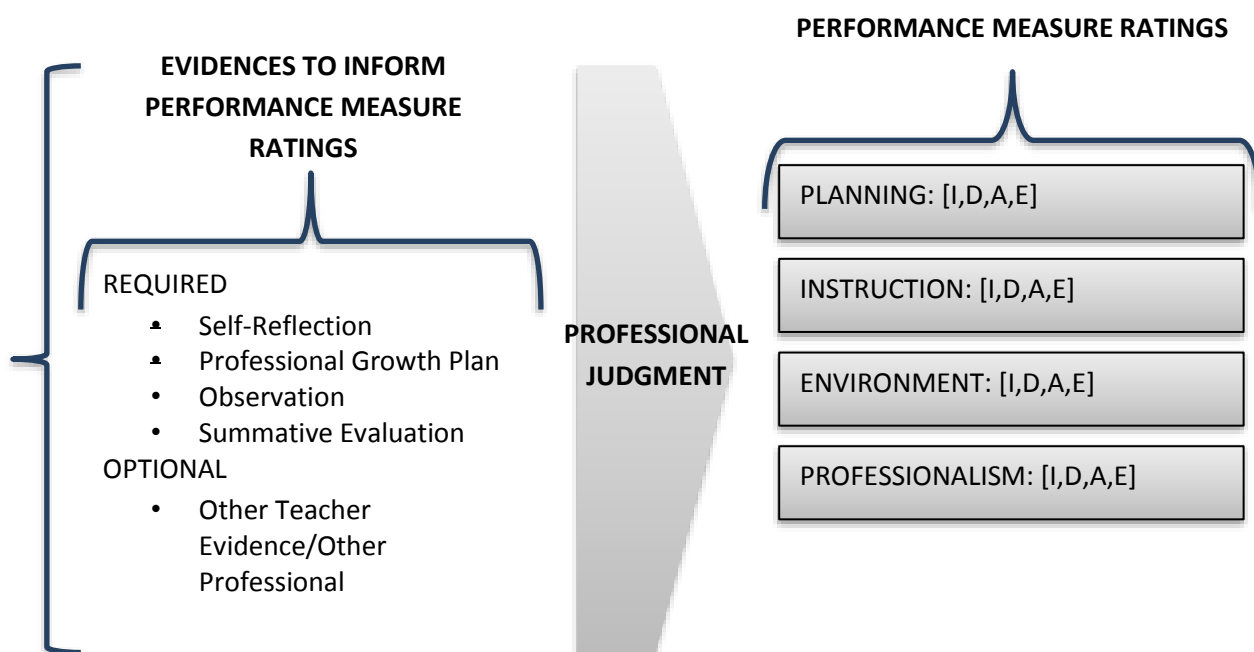 EVIDENCES TO INFORM
PERFORMANCE MEASURE
RATINGS
REQUIRED
• Self-Reflection
• Professional Growth Plan
• Observation
• Summative Evaluation
OPTIONAL
• Other Teacher
Evidence/Other
Professional
PROFESSIONAL
JUDGMENT
PERFORMANCE MEASURE RATINGS
PLANNING: [I,D,A,E]
INSTRUCTION: [I,D,A,E]
ENVIRONMENT: [I,D,A,E]
PROFESSIONALISM: [I,D,A,E]